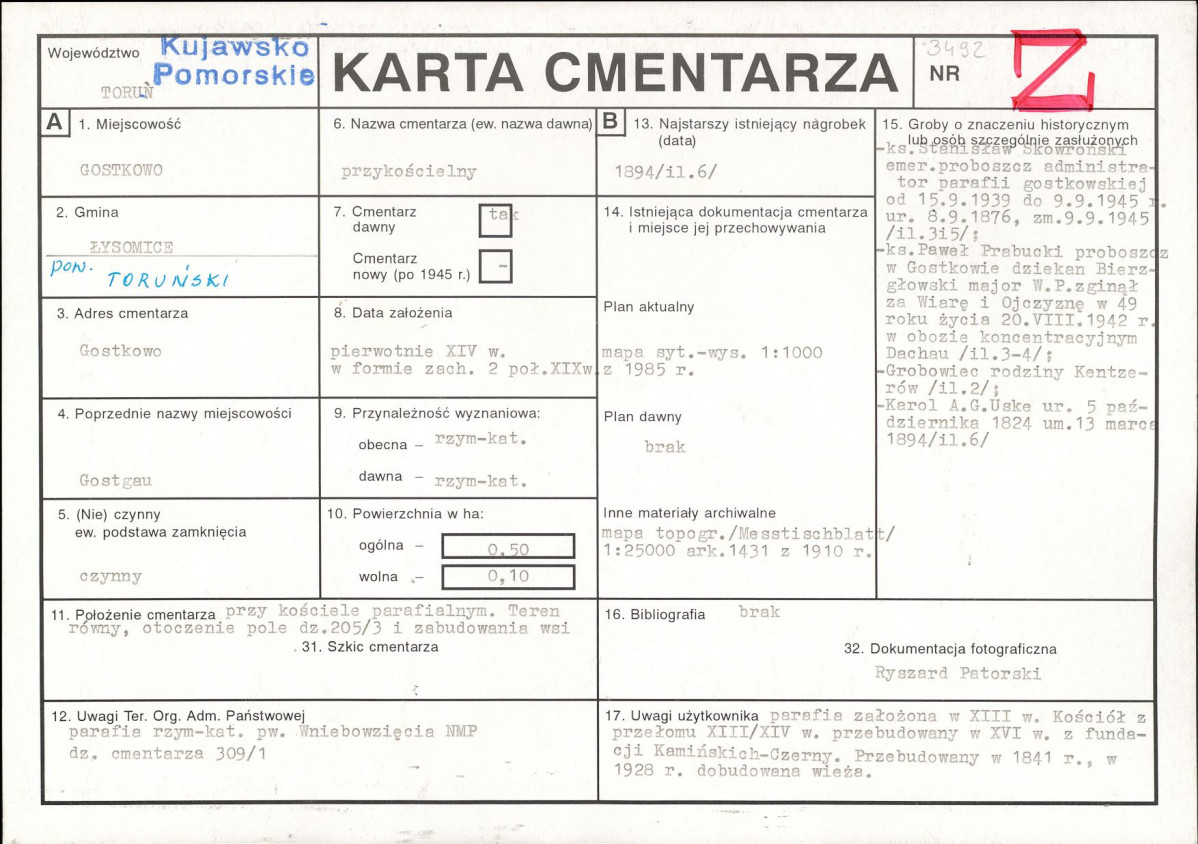 Województwo
Kujawsko
Pomorskie
TORUŃ
KARTA CMENTARZA
3492
NR
Z
A
1. Miejscowość
GOSTKOWO
2. Gmina
ŁYSOMICE
pow. TORUŃSKI
3. Adres cmentarza
Gostkowo
4. Poprzednie nazwy miejscowości
Gostgau
5. (Nie) czynny
ew. podstawa zamknięcia
czynny
6. Nazwa cmentarza (ew. nazwa dawna)
przykościelny
7. Cmentarz
dawny
tak
Cmentarz
nowy (po 1945 r.)
-
8. Data założenia
pierwotnie XIV w.
w formie zach. 2 poł.XIXw.
9. Przynależność wyznaniowa:
obecna – rzym-kat.
dawna – rzym-kat.
10. Powierzchnia w ha:
ogólna – 0,50
wolna – 0,10
B
13. Najstarszy istniejący nagrobek
(data)
1894/il.6/
14. Istniejąca dokumentacja cmentarza
i miejsce jej przechowywania
Plan aktualny
mapa syt.-wys. 1:1000
z 1985 r.
Plan dawny
brak
Inne materiały archiwalne
mapa topogr./Messtischblatt/
1:25000 ark.1431 z 1910 r.
15. Groby o znaczeniu historycznym
lub osób szczególnie zasłużonych
-ks.Stanisław Skowroński
emer.proboszcz administra-
tor parafii gostkowskiej
od 15.9.1939 do 9.9.1945 r.
ur. 8.9.1876, zm.9.9.1945
/il.3i5/;
-ks.Paweł Prabucki proboszcz
w Gostkowie dziekan Bierz-
głowski major W.P.zginął
za Wiarę i Ojczyznę w 49
roku życia 20.VIII.1942 r.
w obozie koncentracyjnym
Dachau /il.3-4/;
-Grobowiec rodziny Kentze-
rów /il.2/;
-Karol A.G.Uske ur. 5 paź-
dziernika 1824 um.13 marca
1894/il.6/
11. Położenie cmentarza przy kościele parafialnym. Teren
równy, otoczenie pole dz.205/3 i zabudowania wsi
31. Szkic cmentarza
16. Bibliografia brak
32. Dokumentacja fotograficzna
Ryszard Patorski
12. Uwagi Ter. Org. Adm. Państwowej
parafia rzym-kat. pw. Wniebowzięcia NMP
dz. cmentarza 309/1
17. Uwagi użytkownika parafia założona w XIII w. Kościół z
przełomu XIII/XIV w. przebudowany w XVI w. z funda-
cji Kamińskich-Czerny. Przebudowany w 1841 r., w
1928 r. dobudowana wieża.